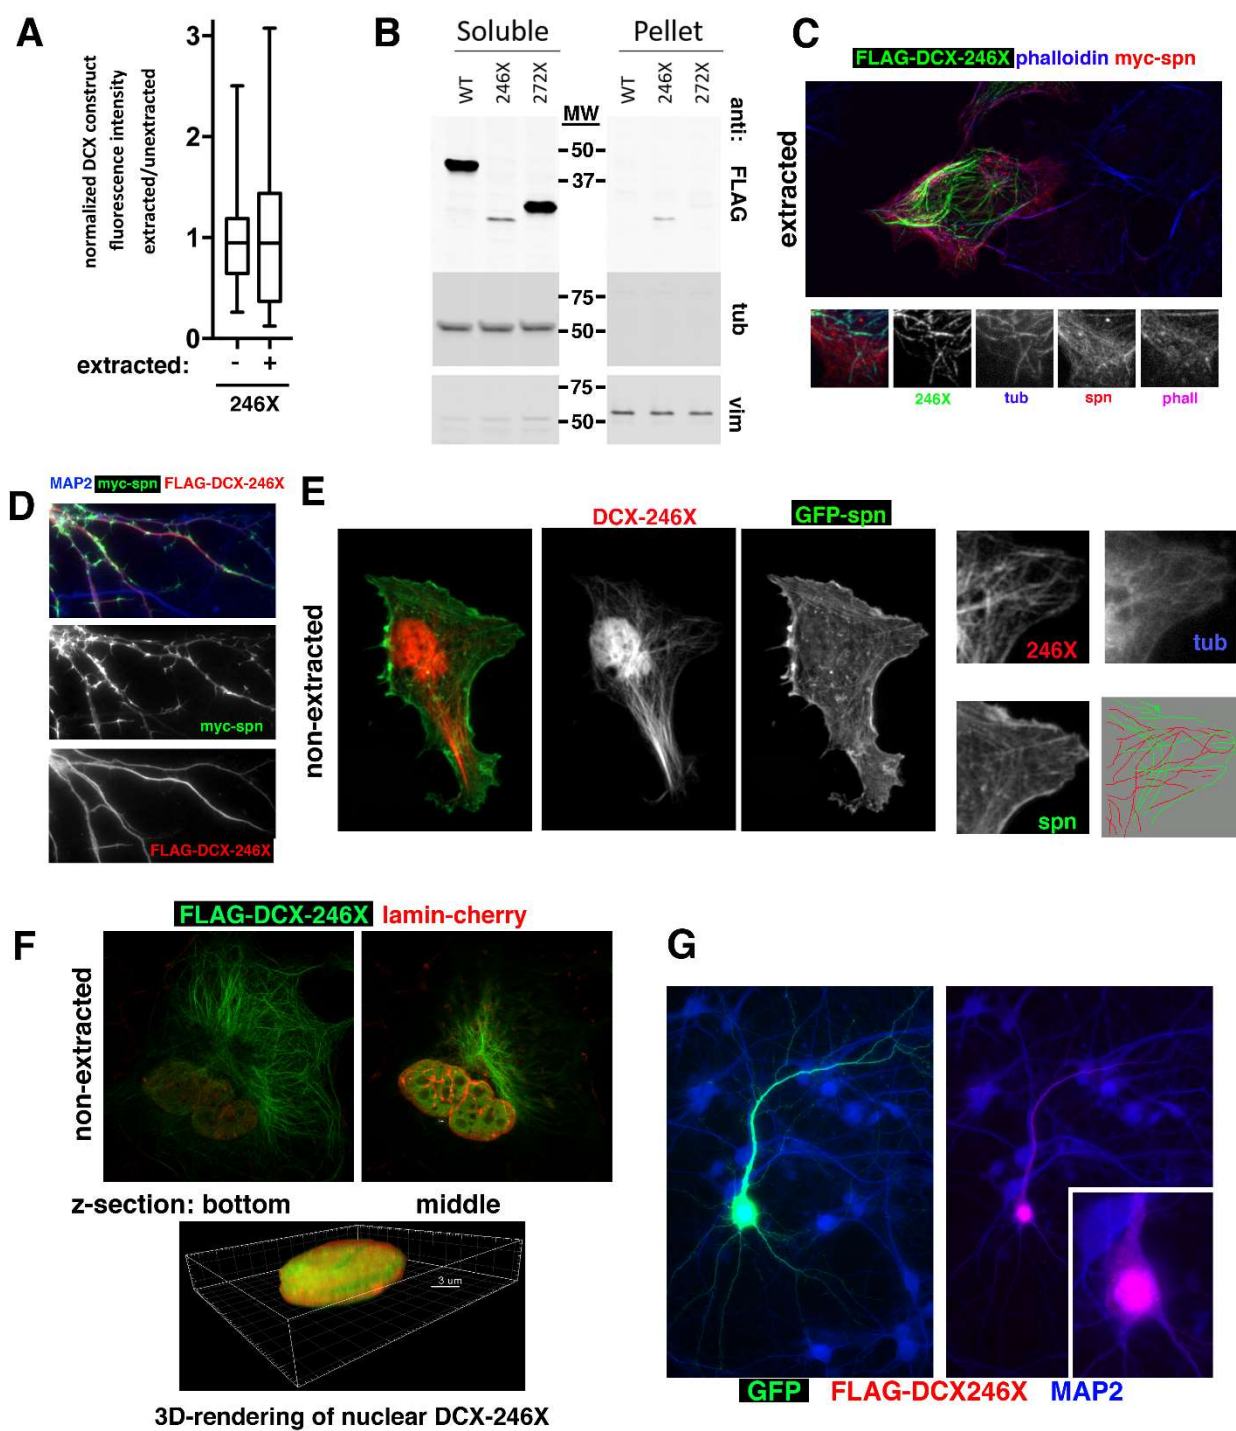 A
normalized DCX construct
fluorescence intensity
extracted/unextracted
3
2
1
0
extracted: - +
246X
B
Soluble Pellet
WT 246X 272X WT 246X 272X
MW
anti: FLAG
50
37
75
50
tub
75
50
vim
C
FLAG-DCX-246X phalloidin myc-spn
extracted
246X tub spn phall
D
MAP2 myc-spn FLAG-DCX-246X
myc-spn
FLAG-DCX-246X
E
DCX-246X GFP-spn
non-extracted
246X
tub
spn
F
FLAG-DCX-246X lamin-cherry
non-extracted
z-section: bottom middle
3 um
3D-rendering of nuclear DCX-246X
G
GFP FLAG-DCX246X MAP2